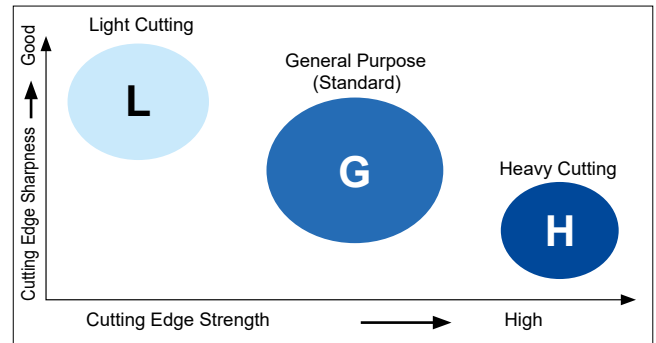 Light Cutting
Good
General Purpose
(Standard)
L
G
Heavy Cutting
H
Cutting Edge Sharpness
Cutting Edge Strength
High